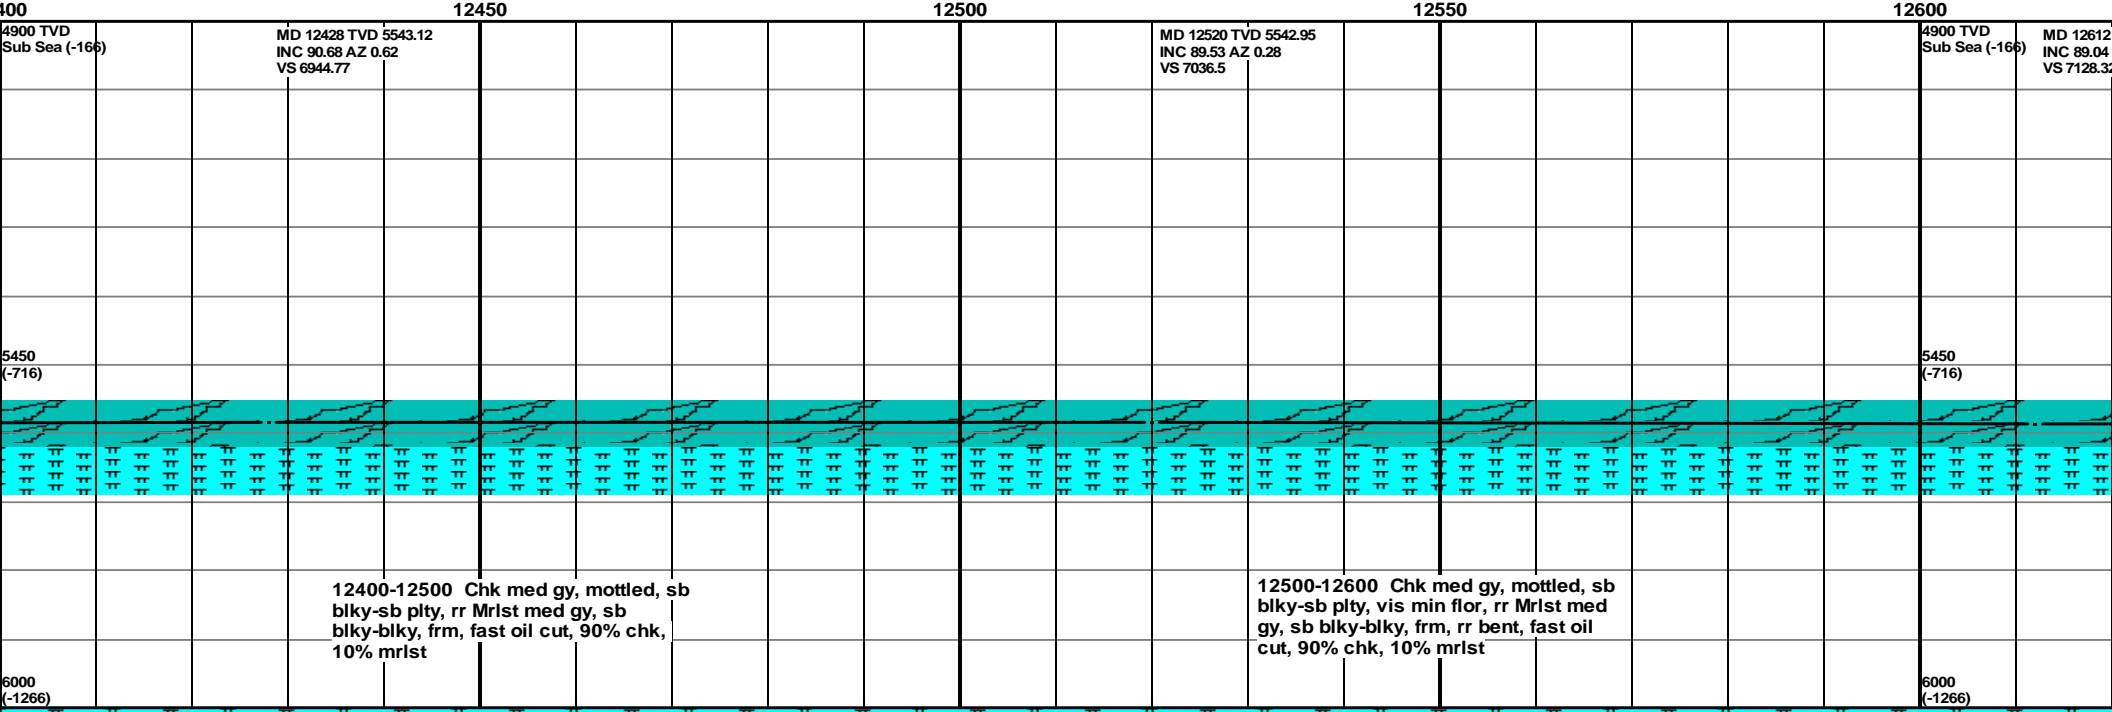 400 12450 12500 12550 12600
4900 TVD
Sub Sea (-166)
MD 12428 TVD 5543.12
INC 90.68 AZ 0.62
VS 6944.77
MD 12520 TVD 5542.95
INC 89.53 AZ 0.28
VS 7036.5
4900 TVD
Sub Sea (-166)
MD 12612
INC 89.04
VS 7128.32
5450
(-716)
5450
(-716)
12400-12500 Chk med gy, mottled, sb
blky-sb plty, rr Mrlst med gy, sb
blky-blky, frm, fast oil cut, 90% chk,
10% mrlst
12500-12600 Chk med gy, mottled, sb
blky-sb plty, vis min flor, rr Mrlst med
gy, sb blky-blky, frm, rr bent, fast oil
cut, 90% chk, 10% mrlst
6000
(-1266)
6000
(-1266)